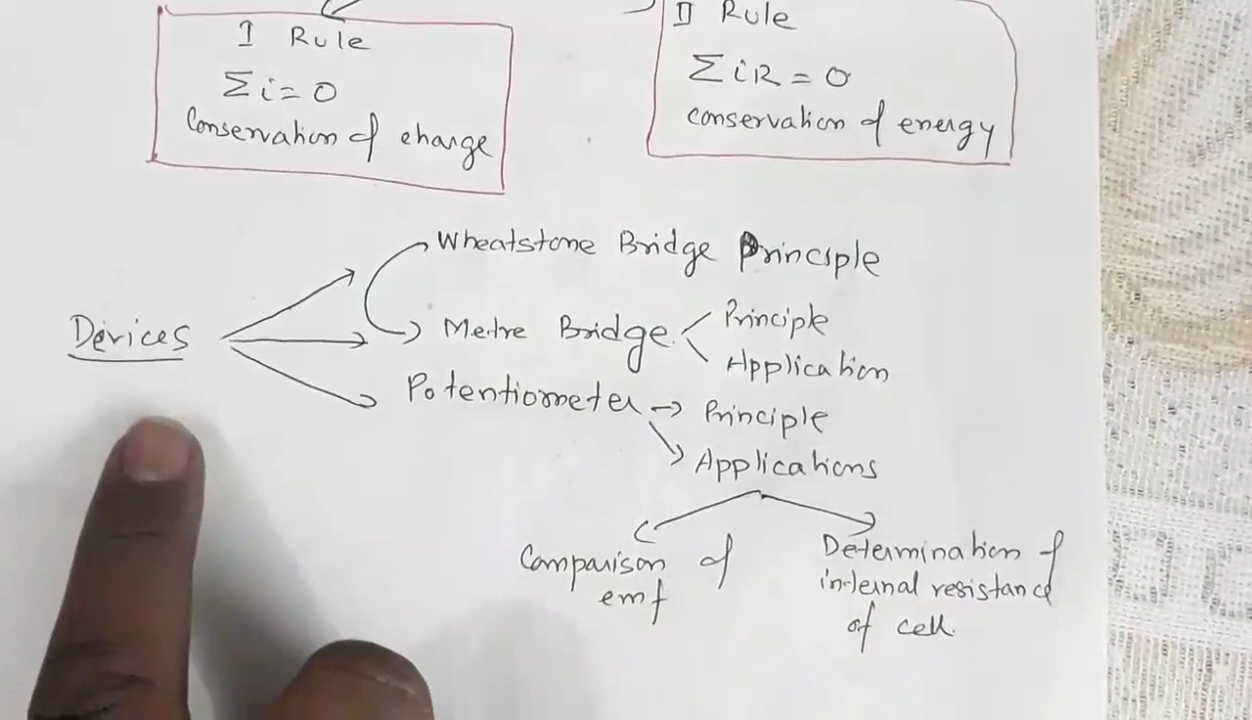 I Rule
Σi=0
Conservation of charge
II Rule
ΣiR=0
conservation of energy
Wheatstone Bridge Principle
Devices
Metre Bridge
Principle
Application
Potentiometer → Principle
Applications
Comparison of
emf
Determination of
internal resistance
of cell.